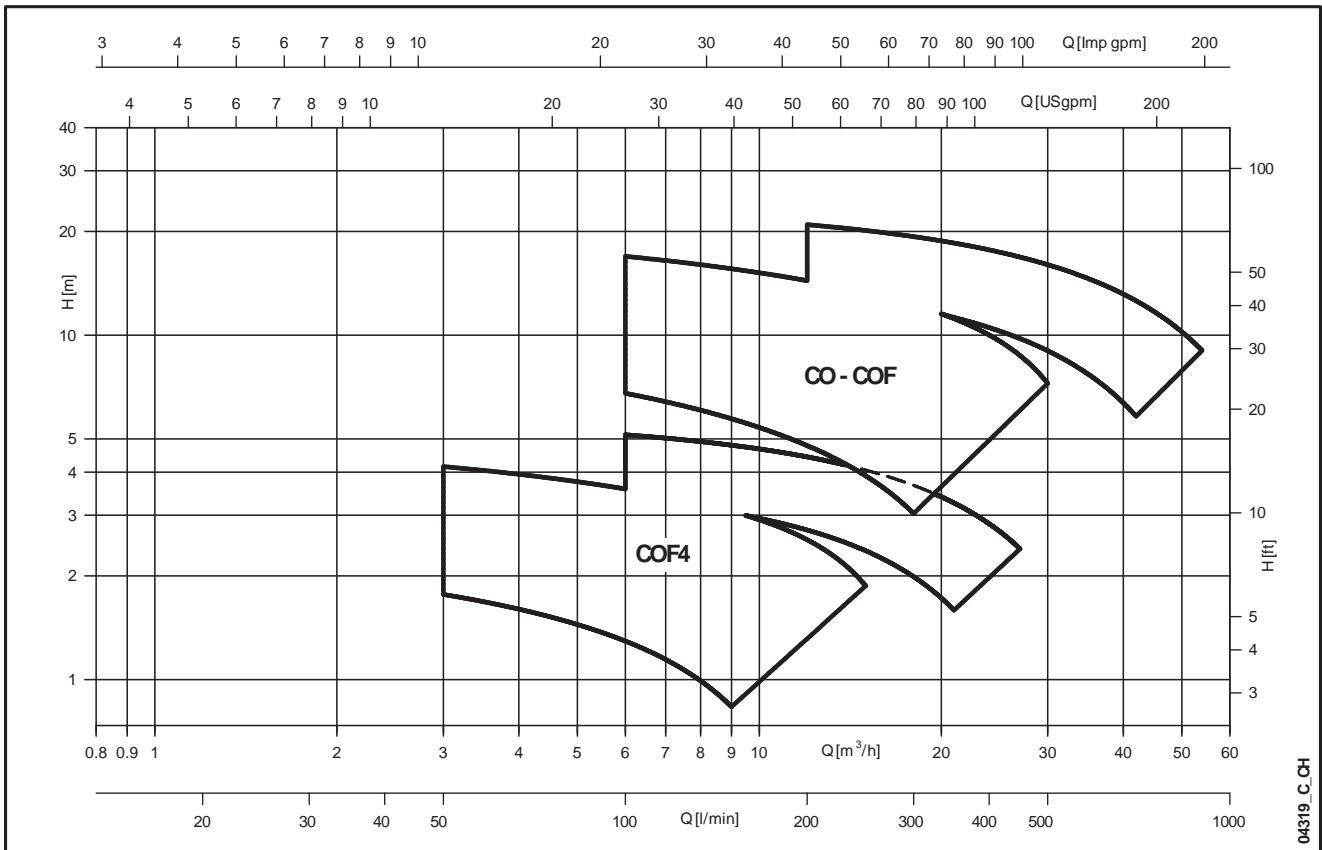 3 4 5 6 7 8 9 10 20 30 40 50 60 70 80 90 100 Q [Imp gpm] 200
4 5 6 7 8 9 10 20 30 40 50 60 70 80 90 100 Q [USgpm] 200
40
30
20
10
5
4
3
2
1
H [m]
100
50
40
30
20
10
5
4
3
H [ft]
CO - COF
COF4
0.8 0.9 1 2 3 4 5 6 7 8 9 10 Q [m³/h] 20 30 40 50 60
20 30 40 50 100 Q [l/min] 200 300 400 500 1000
04319_C_CH